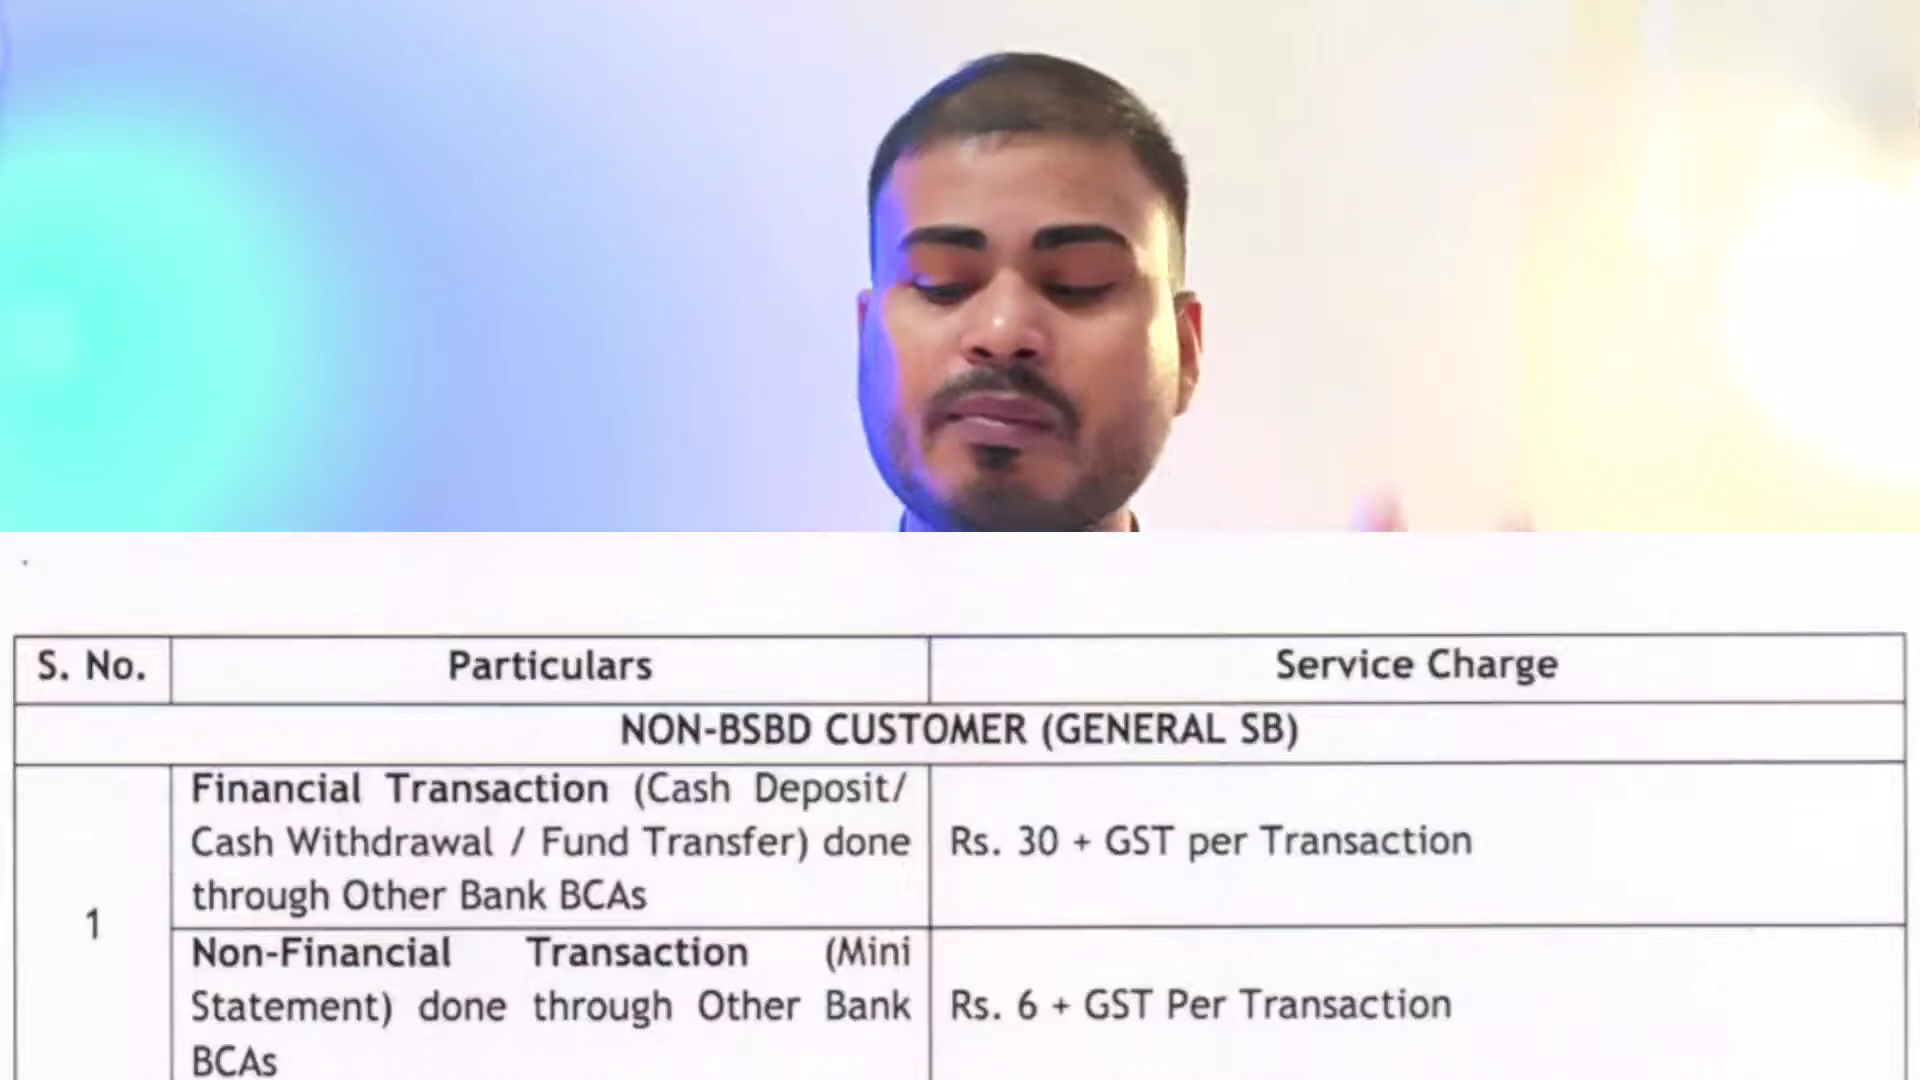 S. No. Particulars Service Charge
NON-BSBD CUSTOMER (GENERAL SB)
1
Financial Transaction (Cash Deposit/
Cash Withdrawal / Fund Transfer) done
through Other Bank BCAs
Rs. 30 + GST per Transaction
Non-Financial Transaction (Mini
Statement) done through Other Bank
BCAs
Rs. 6 + GST Per Transaction